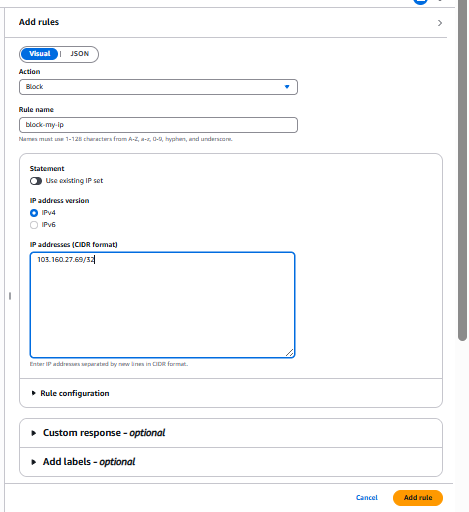 Add rules
Visual | JSON
Action
Block
Rule name
block-my-ip
Names must use 1-128 characters from A-Z, a-z, 0-9, hyphen, and underscore.
Statement
Use existing IP set
IP address version
IPv4
IPv6
IP addresses (CIDR format)
103.160.27.69/32
Enter IP addresses separated by new lines in CIDR format.
Rule configuration
Custom response - optional
Add labels - optional
Cancel Add rule